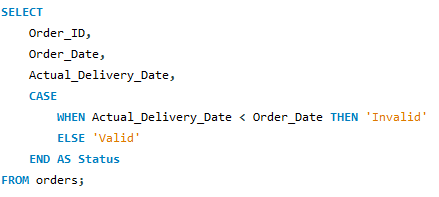 SELECT
    Order_ID,
    Order_Date,
    Actual_Delivery_Date,
    CASE
        WHEN Actual_Delivery_Date < Order_Date THEN 'Invalid'
        ELSE 'Valid'
    END AS Status
FROM orders;